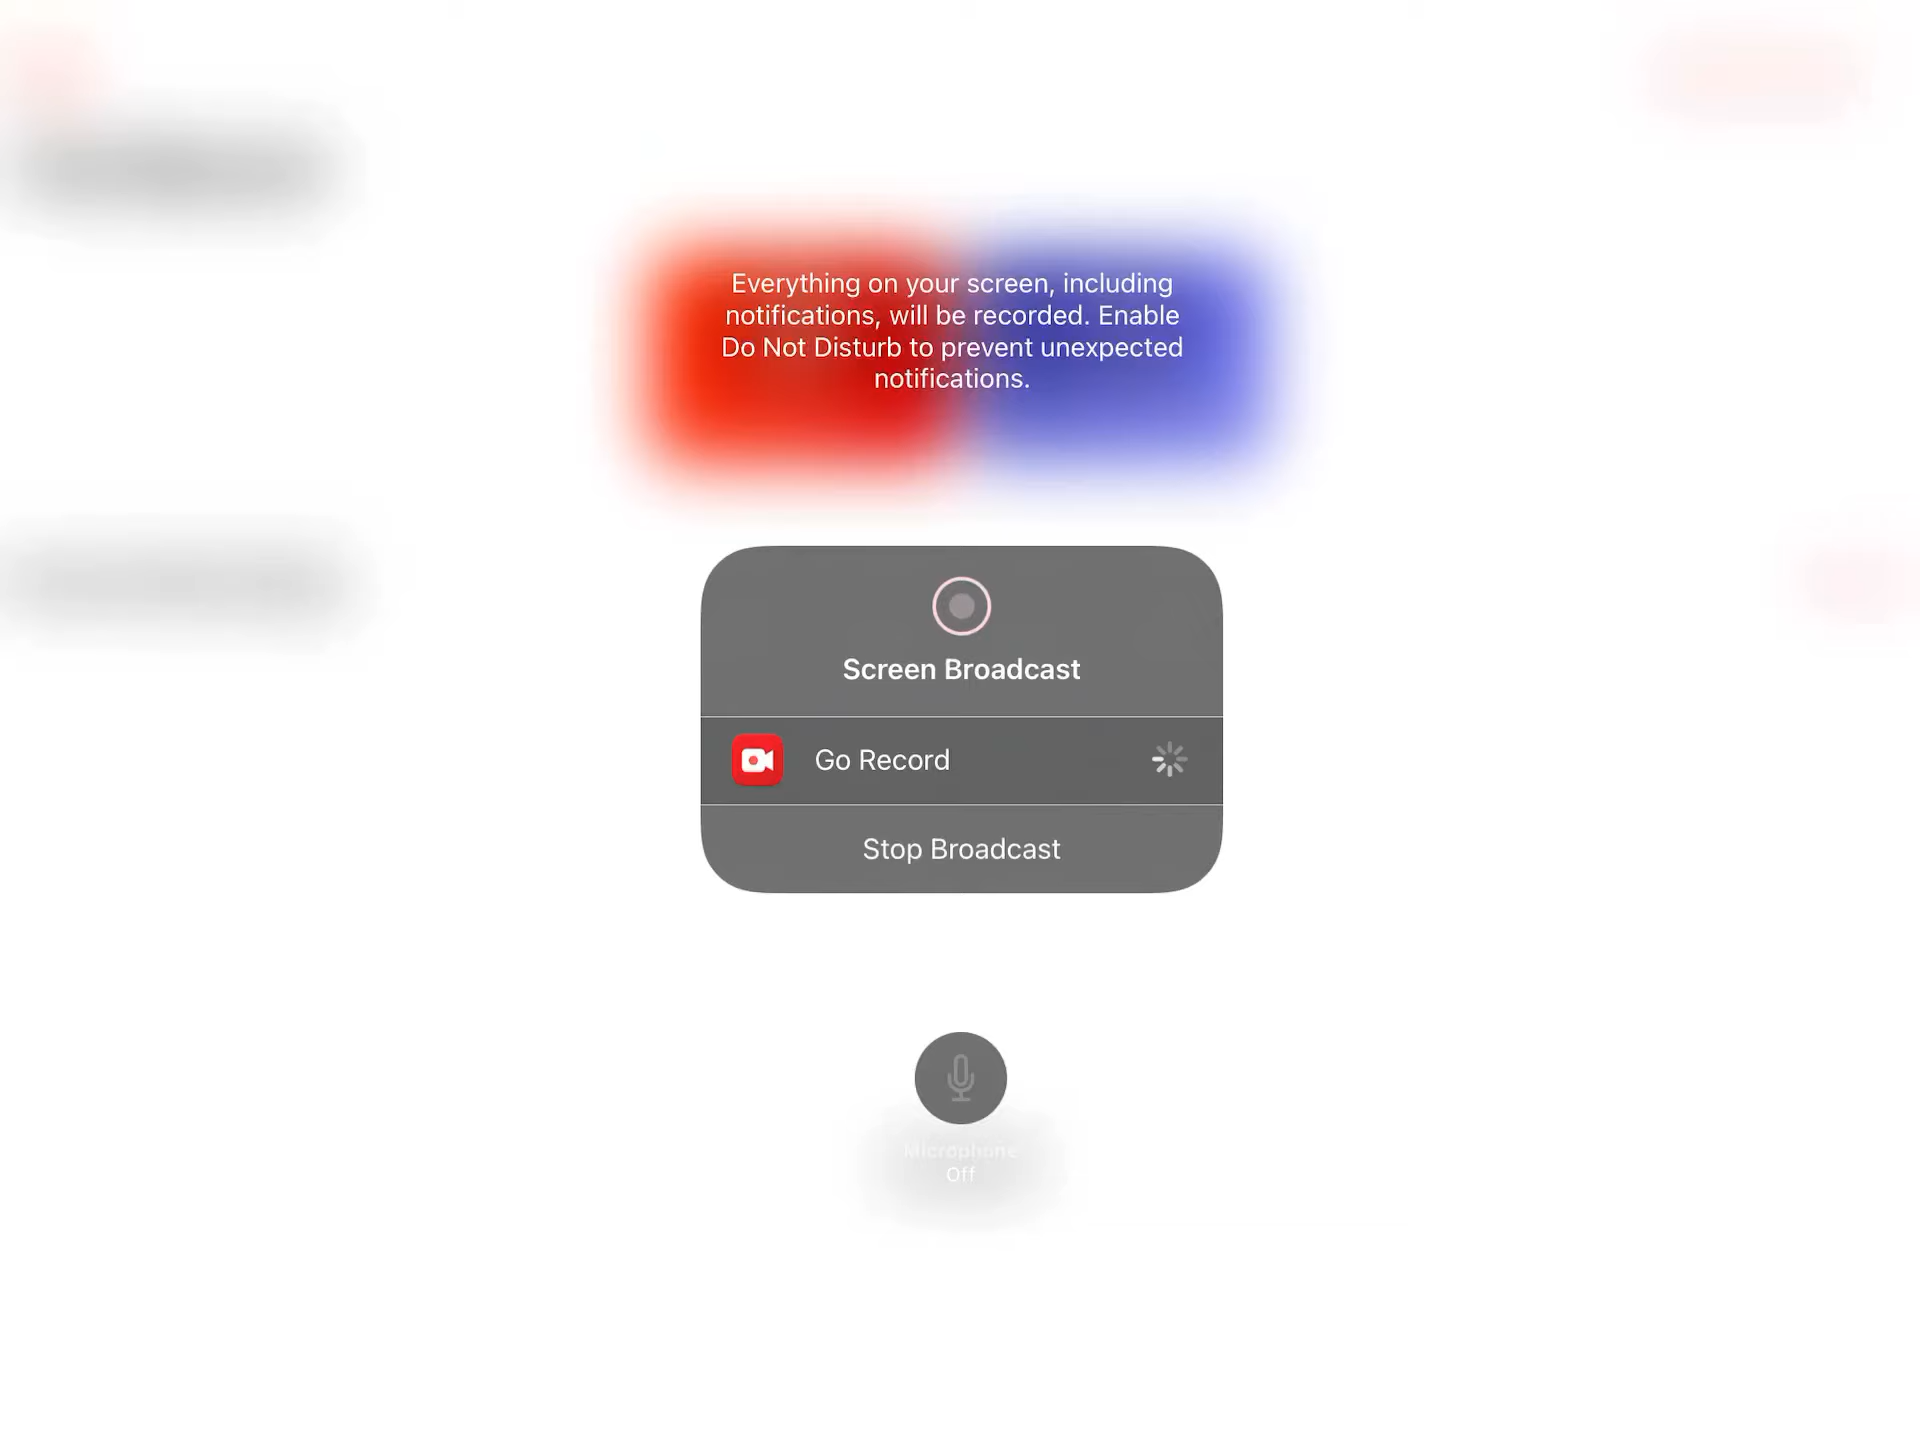 Everything on your screen, including
notifications, will be recorded. Enable
Do Not Disturb to prevent unexpected
notifications.
Screen Broadcast
Go Record
Stop Broadcast
Microphone
Off